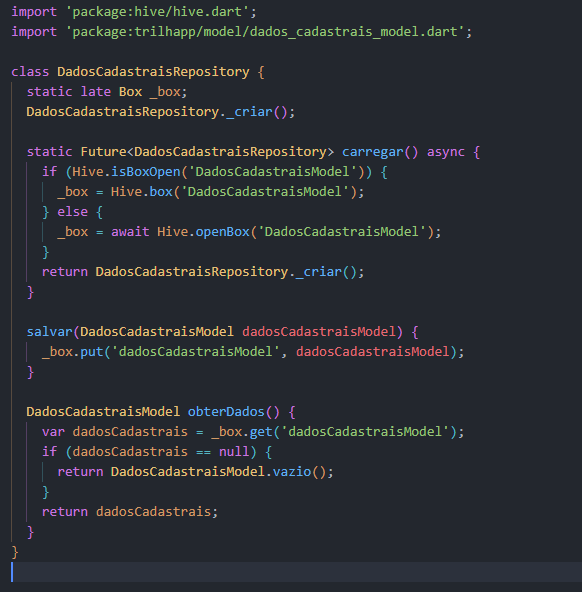 import 'package:hive/hive.dart';
import 'package:trilhapp/model/dados_cadastrais_model.dart';

class DadosCadastraisRepository {
  static late Box _box;
  DadosCadastraisRepository._criar();

  static Future<DadosCadastraisRepository> carregar() async {
    if (Hive.isBoxOpen('DadosCadastraisModel')) {
      _box = Hive.box('DadosCadastraisModel');
    } else {
      _box = await Hive.openBox('DadosCadastraisModel');
    }
    return DadosCadastraisRepository._criar();
  }

  salvar(DadosCadastraisModel dadosCadastraisModel) {
    _box.put('dadosCadastraisModel', dadosCadastraisModel);
  }

  DadosCadastraisModel obterDados() {
    var dadosCadastrais = _box.get('dadosCadastraisModel');
    if (dadosCadastrais == null) {
      return DadosCadastraisModel.vazio();
    }
    return dadosCadastrais;
  }
}